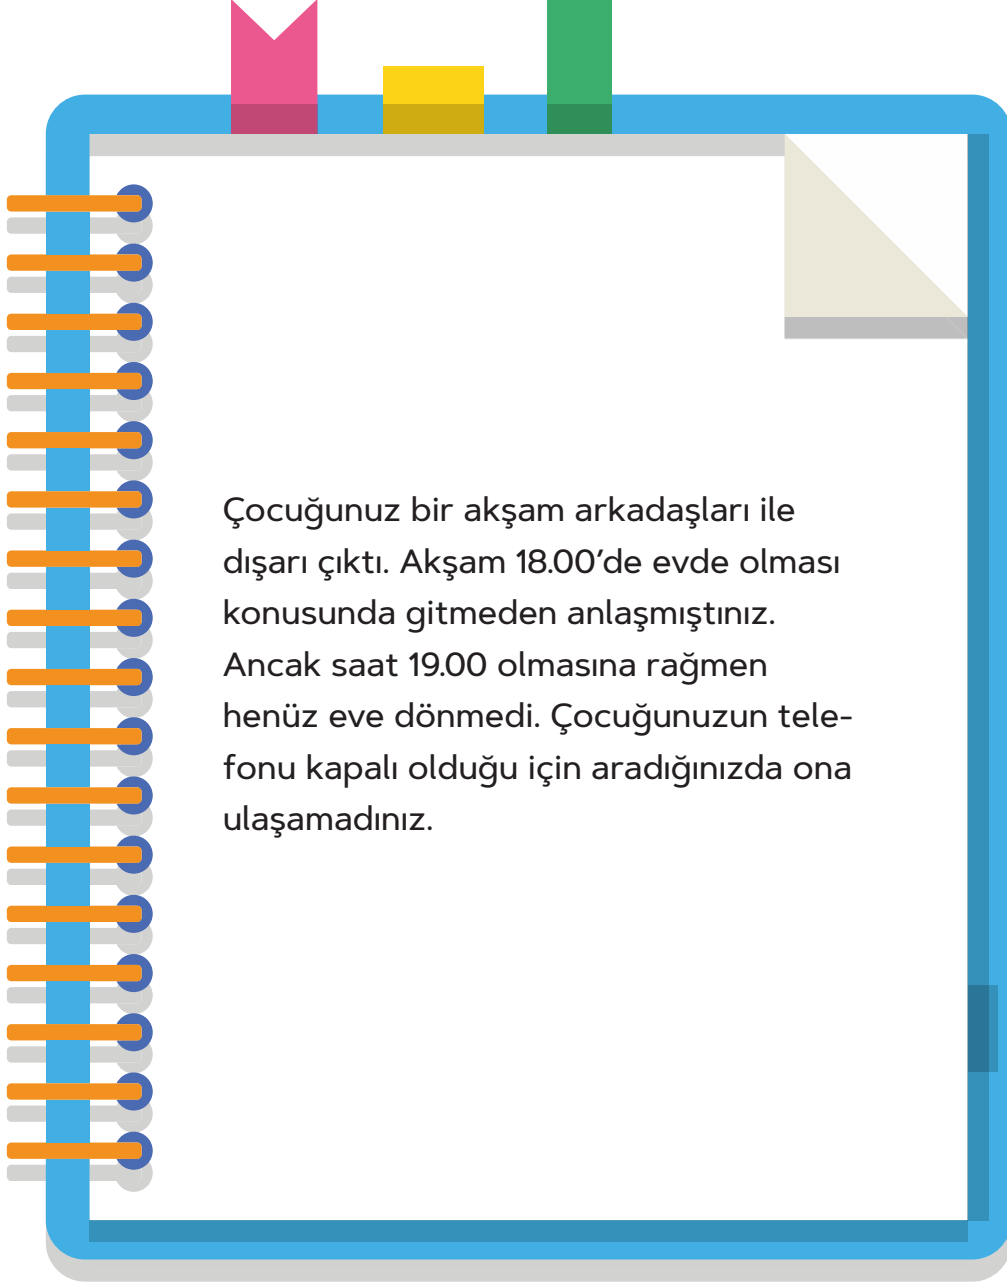 Çocuğunuz bir akşam arkadaşları ile
dışarı çıktı. Akşam 18.00’de evde olması
konusunda gitmeden anlaşmıştınız.
Ancak saat 19.00 olmasına rağmen
henüz eve dönmedi. Çocuğunuzun tele-
fonu kapalı olduğu için aradığınızda ona
ulaşamadınız.